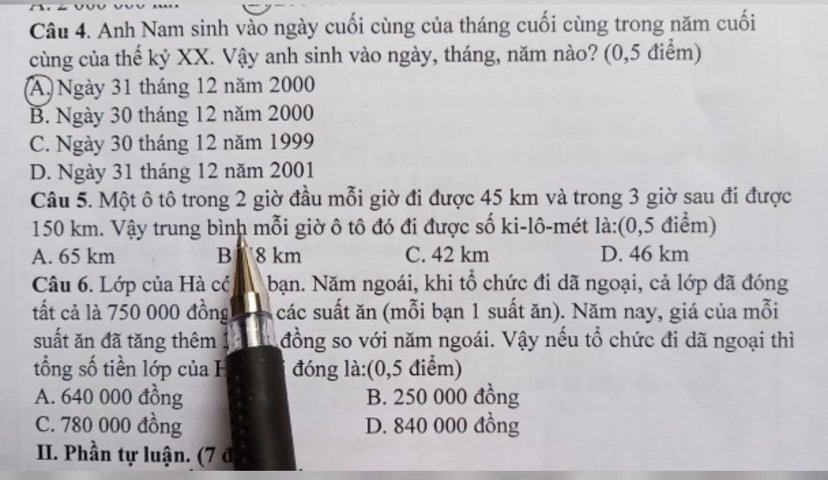 Câu 4. Anh Nam sinh vào ngày cuối cùng của tháng cuối cùng trong năm cuối
cùng của thế kỷ XX. Vậy anh sinh vào ngày, tháng, năm nào? (0,5 điểm)
A. Ngày 31 tháng 12 năm 2000
B. Ngày 30 tháng 12 năm 2000
C. Ngày 30 tháng 12 năm 1999
D. Ngày 31 tháng 12 năm 2001
Câu 5. Một ô tô trong 2 giờ đầu mỗi giờ đi được 45 km và trong 3 giờ sau đi được
150 km. Vậy trung bình mỗi giờ ô tô đó đi được số ki-lô-mét là:(0,5 điểm)
A. 65 km B 8 km C. 42 km D. 46 km
Câu 6. Lớp của Hà có bạn. Năm ngoái, khi tổ chức đi dã ngoại, cả lớp đã đóng
tất cả là 750 000 đồng các suất ăn (mỗi bạn 1 suất ăn). Năm nay, giá của mỗi
suất ăn đã tăng thêm đồng so với năm ngoái. Vậy nếu tổ chức đi dã ngoại thì
tổng số tiền lớp của đóng là:(0,5 điểm)
A. 640 000 đồng B. 250 000 đồng
C. 780 000 đồng D. 840 000 đồng
II. Phần tự luận. (7